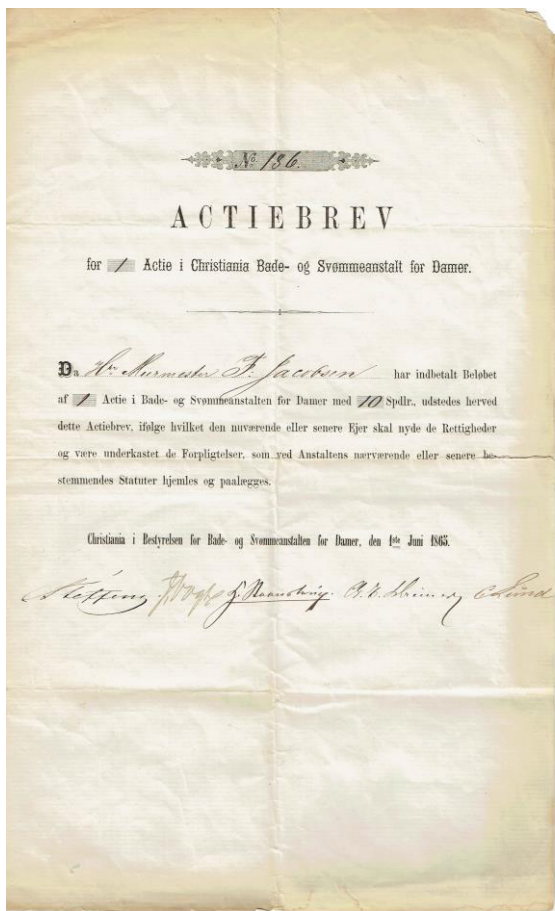 No. 136.
ACTIEBREV
for 1 Actie i Christiania Bade- og Svømmeanstalt for Damer.
Da Hr. Murmester F. Jacobsen har indbetalt Beløbet
af 1 Actie i Bade- og Svømmeanstalten for Damer med 10 Spdlr., udstedes herved
dette Actiebrev, ifølge hvilket den nuværende eller senere Ejer skal nyde de Rettigheder
og være underkastet de Forpligtelser, som ved Anstaltens nærværende eller senere be-
stemmendes Statuter hjemles og paalægges.
Christiania i Bestyrelsen for Bade- og Svømmeanstalten for Damer, den 1ste Juni 1865.
Steffens C Lund